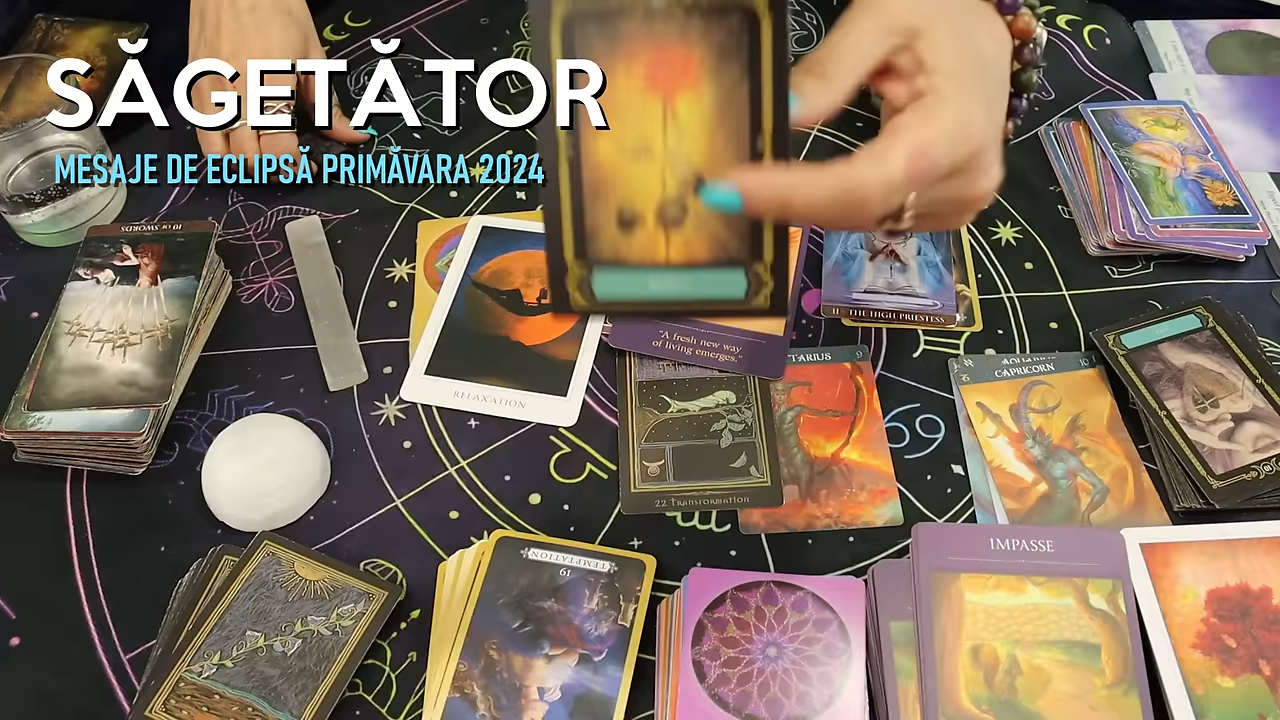 SĂGETĂTOR
MESAJE DE ECLIPSĂ PRIMĂVARA 2024
10 OF SWORDS
RELAXATION
"A fresh new way
of living emerges."
II THE HIGH PRIESTESS
TARIUS 9
CAPRICORN 10
22 TRANSFORMATION
69
TEMPTATION
19
IMPASSE